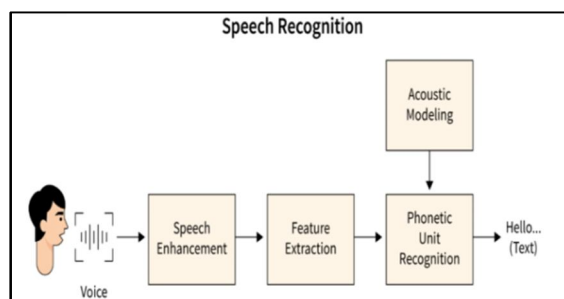 Speech Recognition
Acoustic
Modeling
Speech
Enhancement
Feature
Extraction
Phonetic
Unit
Recognition
Hello...
(Text)
Voice